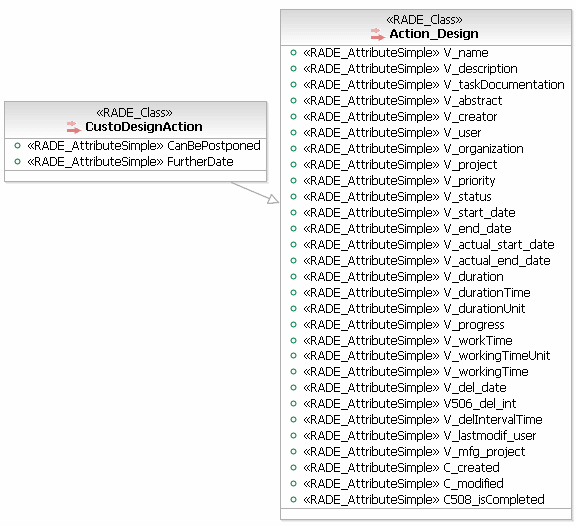 «RADE_Class»
CustoDesignAction
«RADE_AttributeSimple» CanBePostponed
«RADE_AttributeSimple» FurtherDate
«RADE_Class»
Action_Design
«RADE_AttributeSimple» V_name
«RADE_AttributeSimple» V_description
«RADE_AttributeSimple» V_taskDocumentation
«RADE_AttributeSimple» V_abstract
«RADE_AttributeSimple» V_creator
«RADE_AttributeSimple» V_user
«RADE_AttributeSimple» V_organization
«RADE_AttributeSimple» V_project
«RADE_AttributeSimple» V_priority
«RADE_AttributeSimple» V_status
«RADE_AttributeSimple» V_start_date
«RADE_AttributeSimple» V_end_date
«RADE_AttributeSimple» V_actual_start_date
«RADE_AttributeSimple» V_actual_end_date
«RADE_AttributeSimple» V_duration
«RADE_AttributeSimple» V_durationTime
«RADE_AttributeSimple» V_durationUnit
«RADE_AttributeSimple» V_progress
«RADE_AttributeSimple» V_workTime
«RADE_AttributeSimple» V_workingTimeUnit
«RADE_AttributeSimple» V_workingTime
«RADE_AttributeSimple» V_del_date
«RADE_AttributeSimple» V506_del_int
«RADE_AttributeSimple» V_delIntervalTime
«RADE_AttributeSimple» V_lastmodif_user
«RADE_AttributeSimple» V_mfg_project
«RADE_AttributeSimple» C_created
«RADE_AttributeSimple» C_modified
«RADE_AttributeSimple» C508_isCompleted